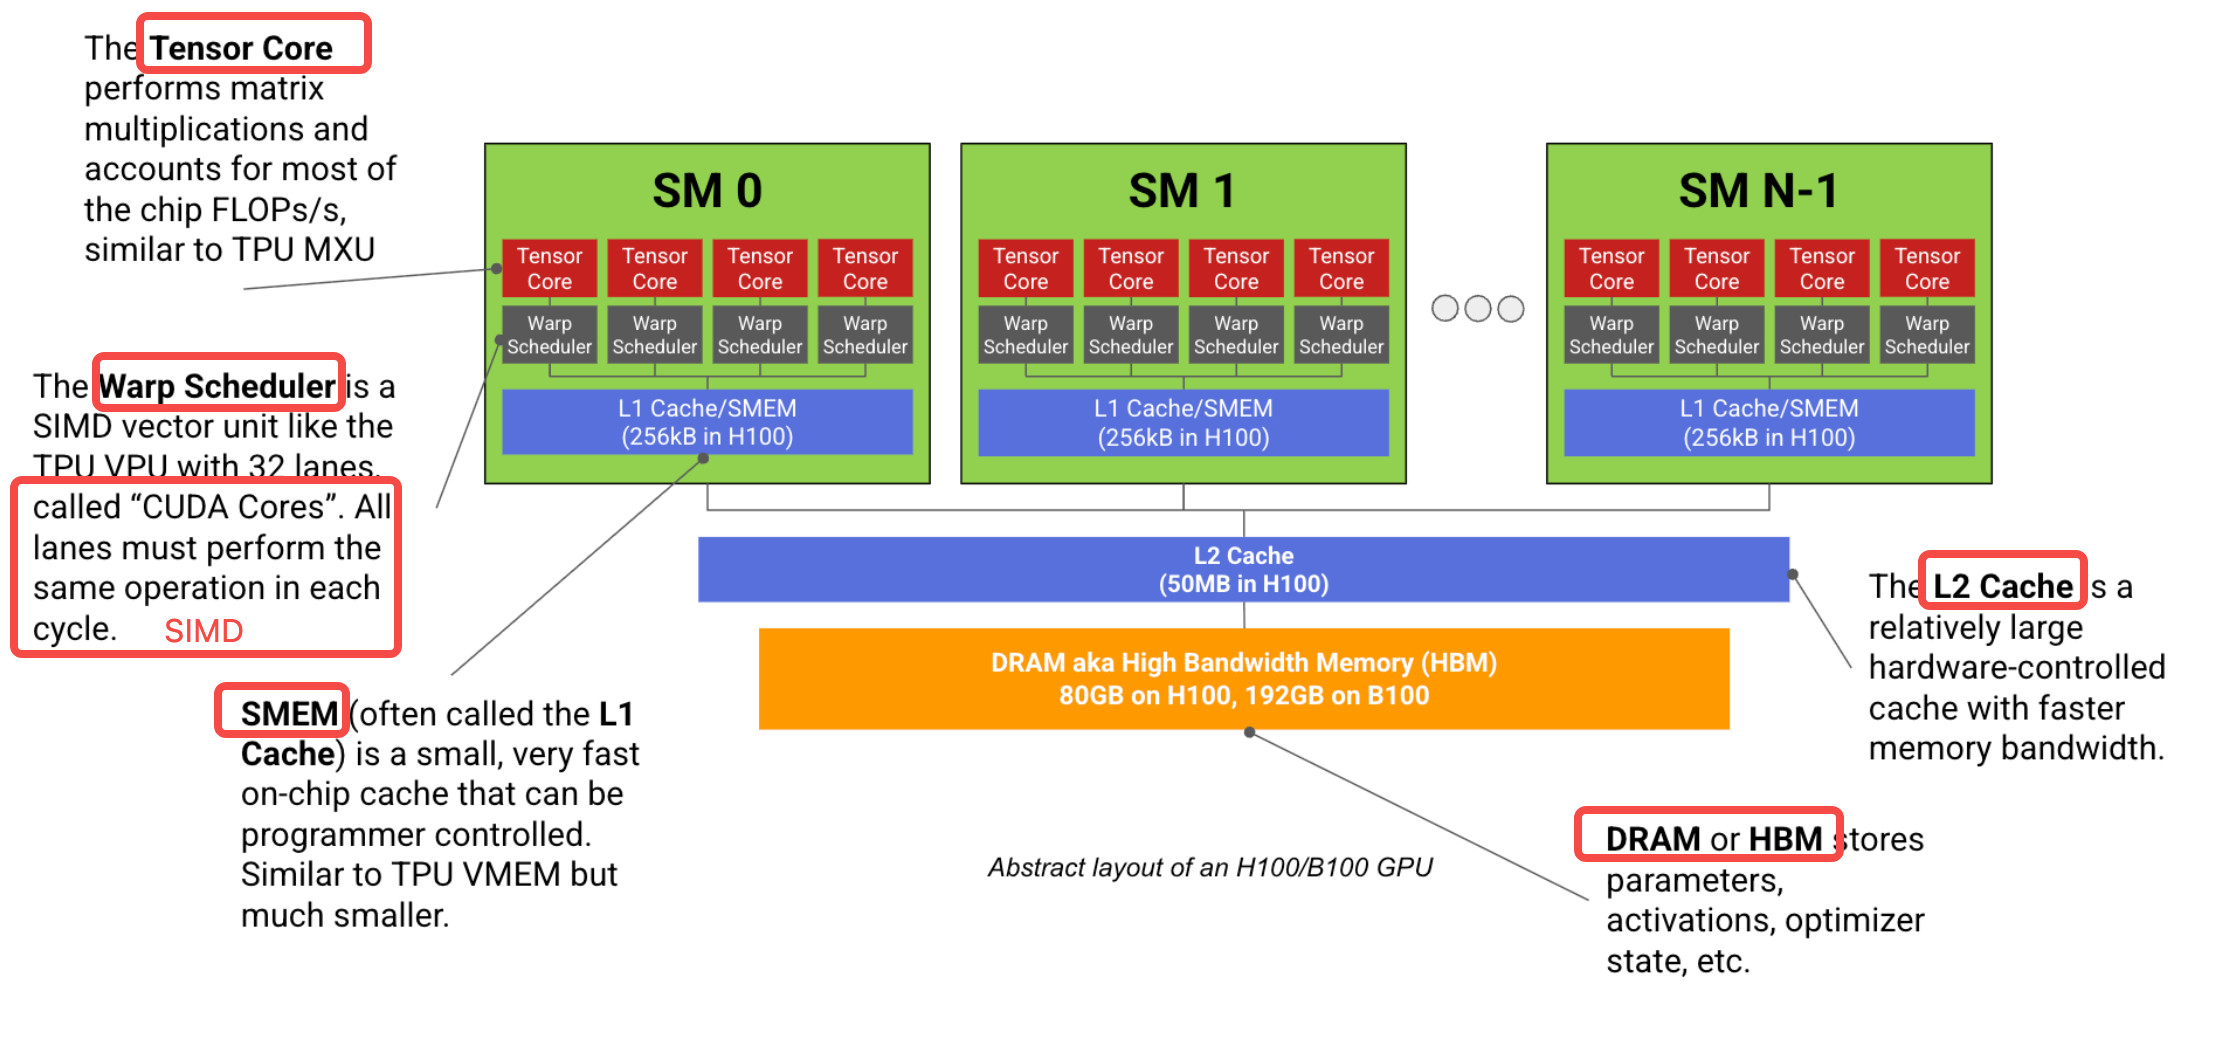 The Tensor Core
performs matrix
multiplications and
accounts for most of
the chip FLOPs/s,
similar to TPU MXU
The Warp Scheduler is a
SIMD vector unit like the
TPU VPU with 32 lanes,
called “CUDA Cores”. All
lanes must perform the
same operation in each
cycle. SIMD
SMEM (often called the L1
Cache) is a small, very fast
on-chip cache that can be
programmer controlled.
Similar to TPU VMEM but
much smaller.
SM 0
Tensor Core
Tensor Core
Tensor Core
Tensor Core
Warp Scheduler
Warp Scheduler
Warp Scheduler
Warp Scheduler
L1 Cache/SMEM
(256kB in H100)
SM 1
Tensor Core
Tensor Core
Tensor Core
Tensor Core
Warp Scheduler
Warp Scheduler
Warp Scheduler
Warp Scheduler
L1 Cache/SMEM
(256kB in H100)
SM N-1
Tensor Core
Tensor Core
Tensor Core
Tensor Core
Warp Scheduler
Warp Scheduler
Warp Scheduler
Warp Scheduler
L1 Cache/SMEM
(256kB in H100)
L2 Cache
(50MB in H100)
DRAM aka High Bandwidth Memory (HBM)
80GB on H100, 192GB on B100
The L2 Cache is a
relatively large
hardware-controlled
cache with faster
memory bandwidth.
DRAM or HBM stores
parameters,
activations, optimizer
state, etc.
Abstract layout of an H100/B100 GPU